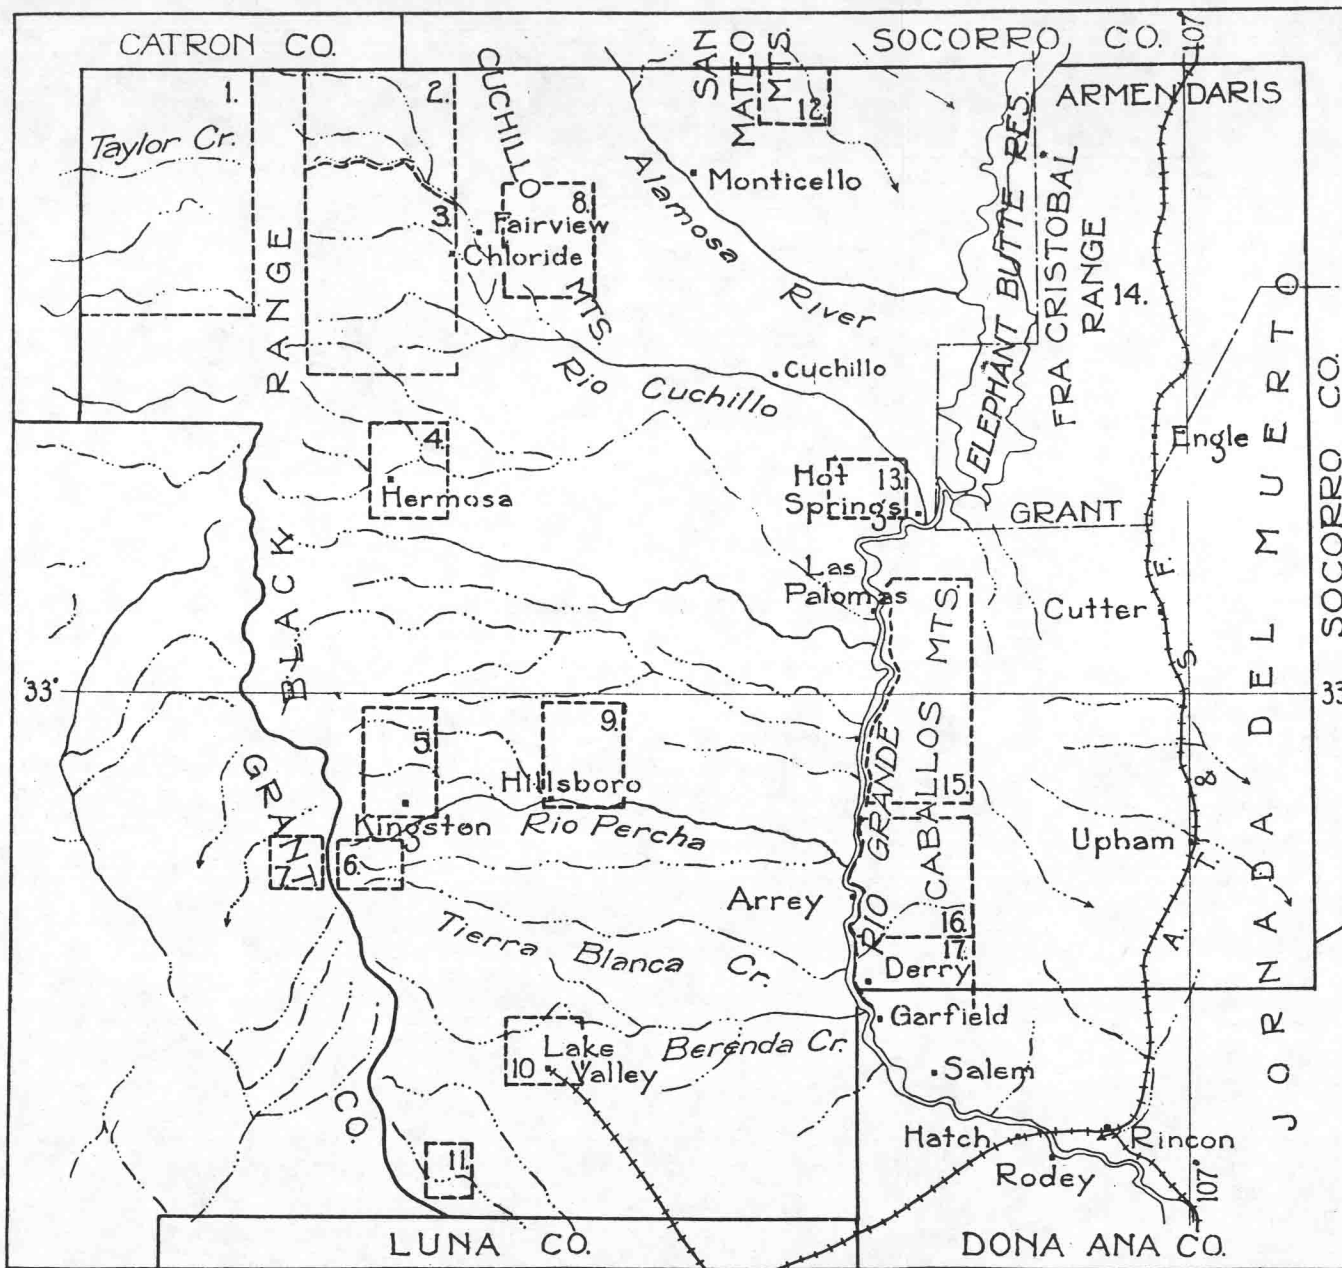 CATRON CO.
SOCORRO CO.
107°
1.
2.
CUCHILLO
SAN
MATEO
MTS.
12.
ELEPHANT BUTTE RES.
ARMENDARIS
Taylor Cr.
Monticello
Alamosa
River
8.
3.
Fairview
Chloride
MTS
FRA CRISTOBAL
RANGE
14.
BLACK RANGE
Rio Cuchillo
Cuchillo
Engle
4.
Hermosa
Hot
Springs
13.
GRANT
SOCORRO CO.
Las
Palomas
Cutter
33°
33°
CABALLOS MTS
JORNADA DEL MUERTO
A. T. & S. F.
5.
9.
15.
Hillsboro
Kingston
Rio Percha
RIO GRANDE
Upham
GRANT CO.
7.
6.
Arrey
16.
Tierra Blanca Cr.
17.
Derry
Garfield
Berenda Cr.
Lake
10.
Valley
Salem
11.
Hatch
Rincon
Rodey
107°
LUNA CO.
DONA ANA CO.